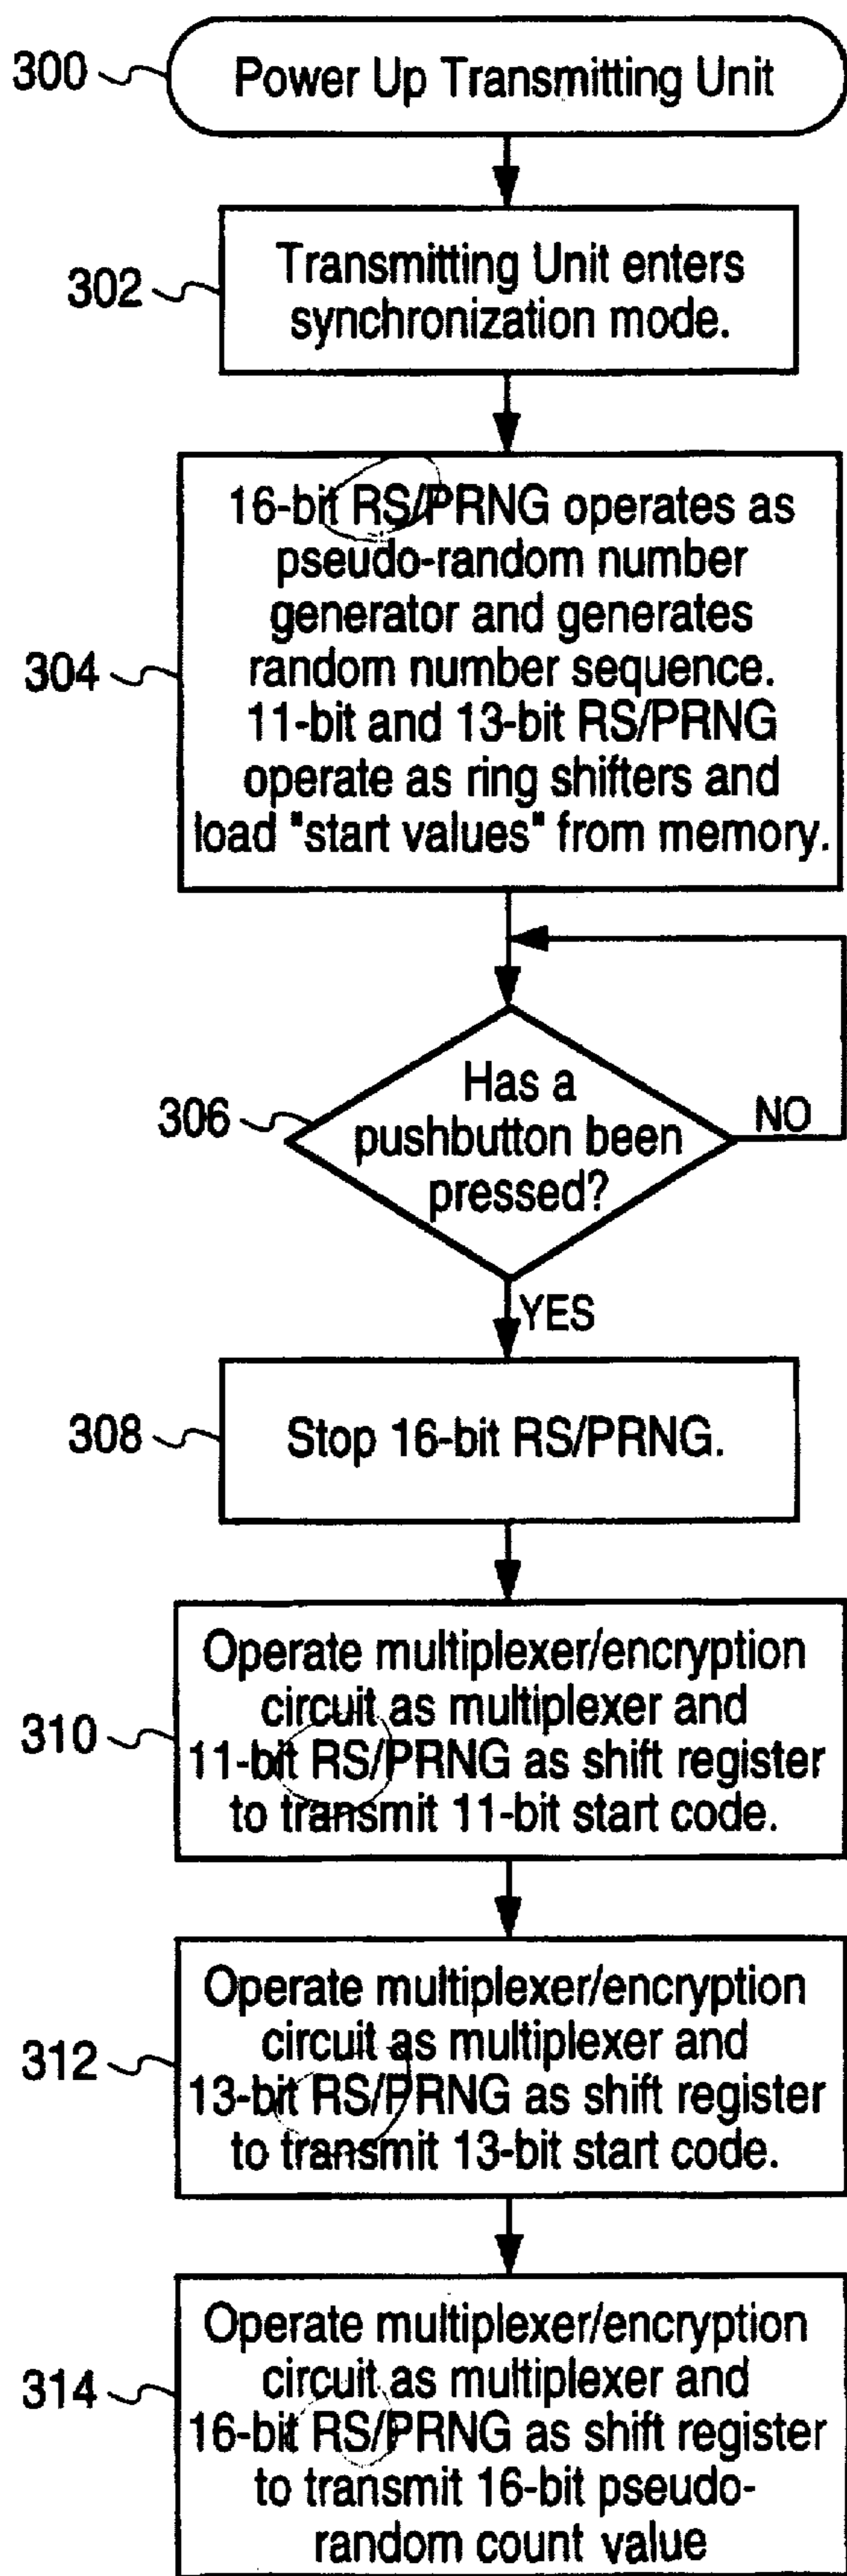 300
Power Up Transmitting Unit
302
Transmitting Unit enters
synchronization mode.
304
16-bit RS/PRNG operates as
pseudo-random number
generator and generates
random number sequence.
11-bit and 13-bit RS/PRNG
operate as ring shifters and
load "start values" from memory.
306
Has a
pushbutton been
pressed?
NO
YES
308
Stop 16-bit RS/PRNG.
310
Operate multiplexer/encryption
circuit as multiplexer and
11-bit RS/PRNG as shift register
to transmit 11-bit start code.
312
Operate multiplexer/encryption
circuit as multiplexer and
13-bit RS/PRNG as shift register
to transmit 13-bit start code.
314
Operate multiplexer/encryption
circuit as multiplexer and
16-bit RS/PRNG as shift register
to transmit 16-bit pseudo-
random count value